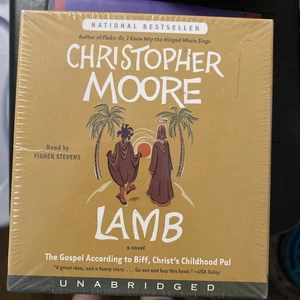 NATIONAL BESTSELLER
Author of Fluke: Or, I Know Why the Winged Whale Sings
CHRISTOPHER
MOORE
Read by
FISHER STEVENS
LAMB
a novel
The Gospel According to Biff, Christ's Childhood Pal
"A great idea, and a funny story. . . . Go out and buy this book." —USA Today
UNABRIDGED